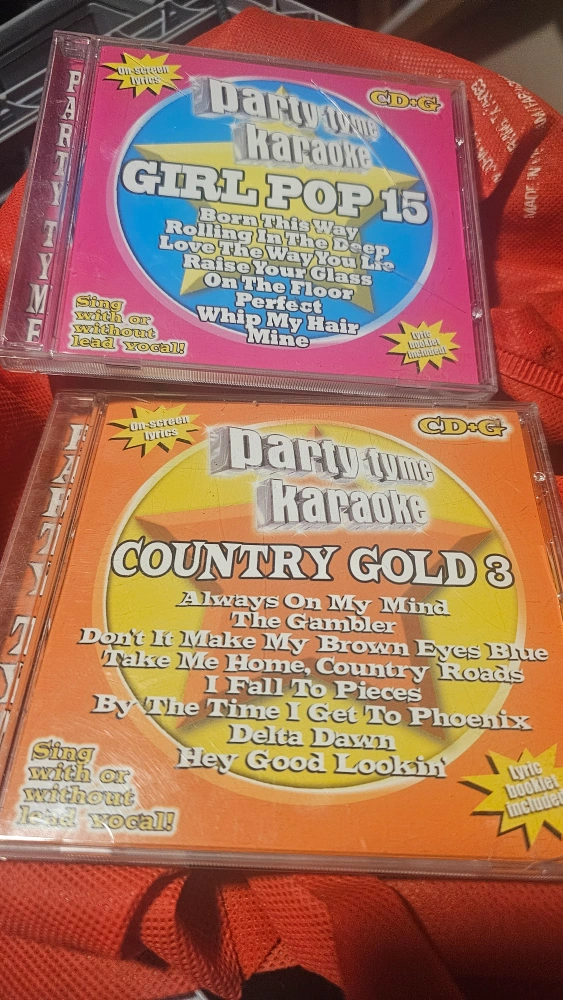 PARTY TYME
On-screen
lyrics
CD+G
party tyme
karaoke
GIRL POP 15
Born This Way
Rolling In The Deep
Love The Way You Lie
Raise Your Glass
On The Floor
Perfect
Whip My Hair
Mine
Sing
with or
without
lead vocal!
Lyric
booklet
included!
MADE IN
PARTY TY
On-screen
lyrics
CD+G
party tyme
karaoke
COUNTRY GOLD 3
Always On My Mind
The Gambler
Don't It Make My Brown Eyes Blue
Take Me Home, Country Roads
I Fall To Pieces
By The Time I Get To Phoenix
Delta Dawn
Hey Good Lookin'
Sing
with or
without
lead vocal!
Lyric
booklet
included